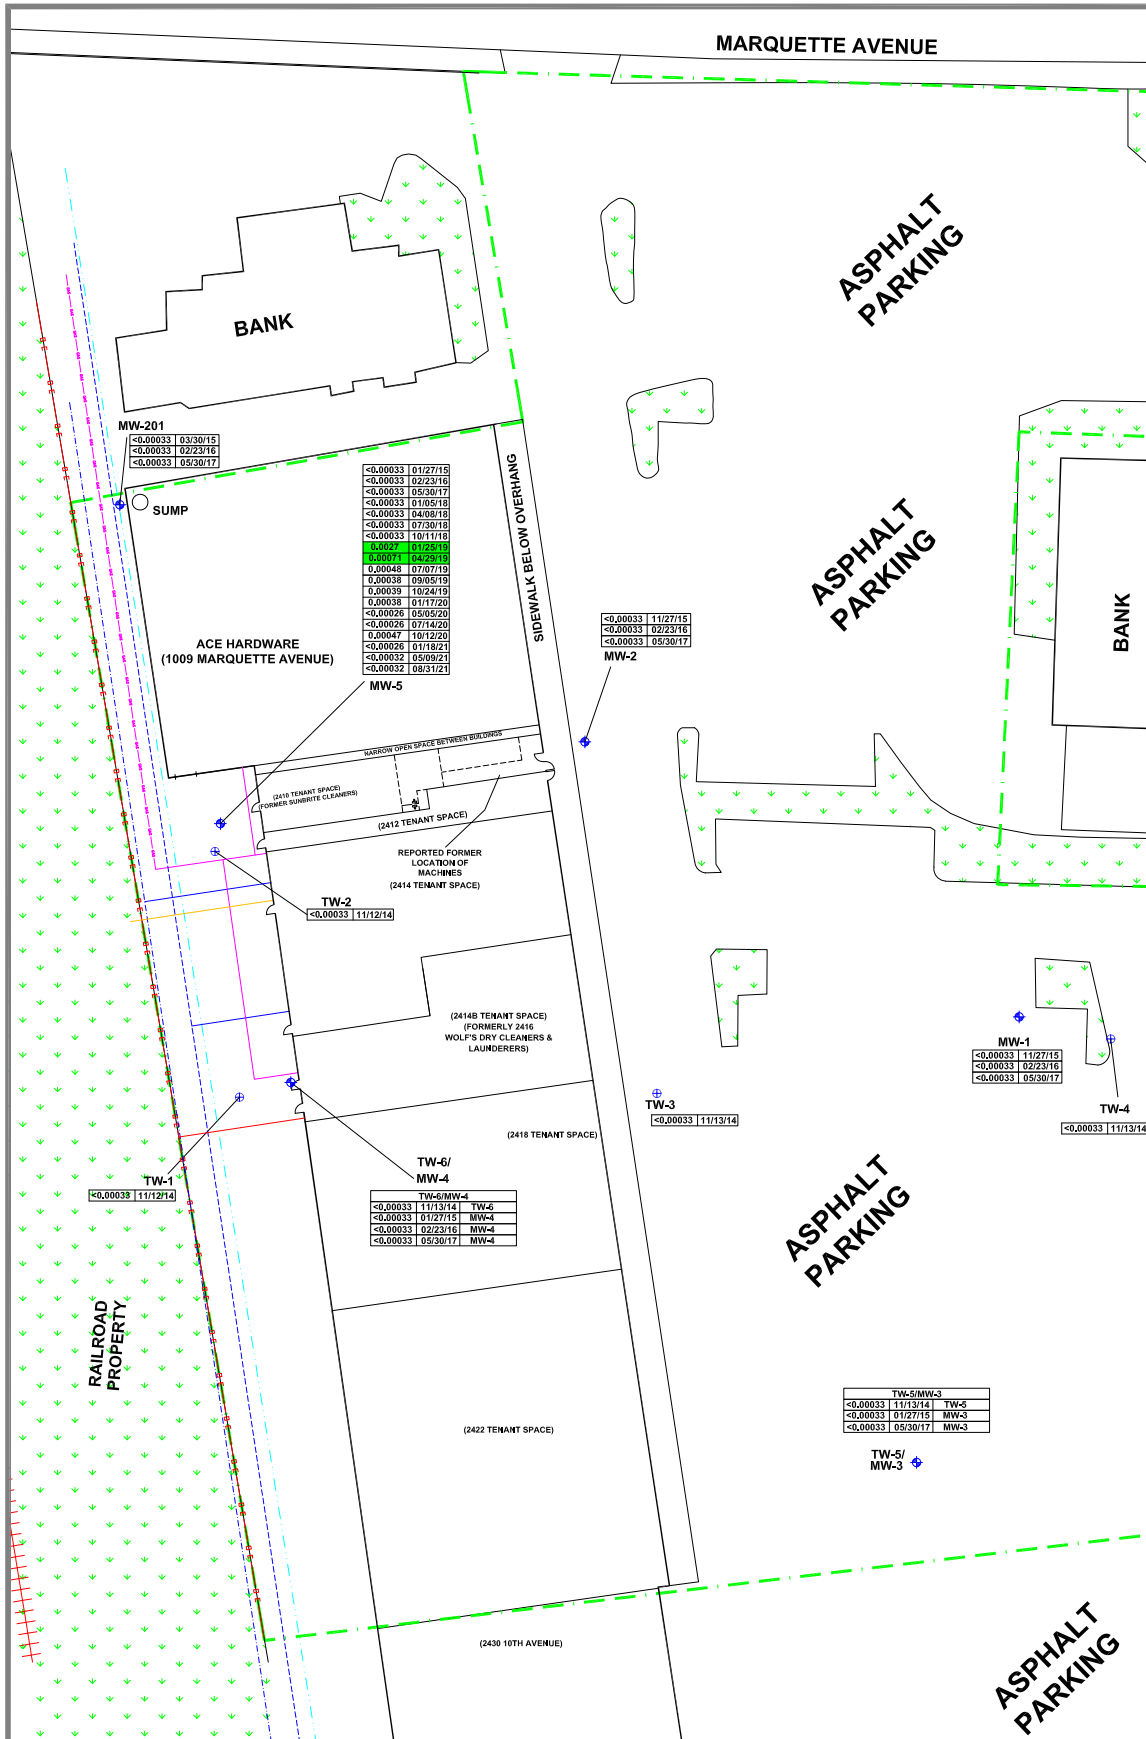 MARQUETTE AVENUE
ASPHALT
PARKING
BANK
MW-201
<0.00033 03/30/15
<0.00033 02/23/16
<0.00033 05/30/17
SUMP
<0.00033 01/27/15
<0.00033 02/23/16
<0.00033 05/30/17
<0.00033 01/05/18
<0.00033 04/08/18
<0.00033 07/30/18
<0.00033 10/11/18
0.0027 01/25/19
0.00071 04/29/19
0.00048 07/07/19
0.00038 09/05/19
0.00039 10/24/19
0.00038 01/17/20
<0.00026 05/05/20
<0.00026 07/14/20
0.00047 10/12/20
<0.00026 01/18/21
<0.00032 05/09/21
<0.00032 08/31/21
MW-5
SIDEWALK BELOW OVERHANG
ACE HARDWARE
(1009 MARQUETTE AVENUE)
ASPHALT
PARKING
<0.00033 11/27/15
<0.00033 02/23/16
<0.00033 05/30/17
MW-2
BANK
NARROW OPEN SPACE BETWEEN BUILDINGS
(2410 TENANT SPACE)
(FORMER SUNBRITE CLEANERS)
(2412 TENANT SPACE)
REPORTED FORMER
LOCATION OF
MACHINES
(2414 TENANT SPACE)
TW-2
<0.00033 11/12/14
(2414B TENANT SPACE)
(FORMERLY 2416
WOLF'S DRY CLEANERS &
LAUNDERERS)
MW-1
<0.00033 11/27/15
<0.00033 02/23/16
<0.00033 05/30/17
TW-3
<0.00033 11/13/14
TW-4
<0.00033 11/13/14
(2418 TENANT SPACE)
TW-1
<0.00033 11/12/14
TW-6/
MW-4
TW-6/MW-4
<0.00033 11/13/14 TW-6
<0.00033 01/27/15 MW-4
<0.00033 02/23/16 MW-4
<0.00033 05/30/17 MW-4
ASPHALT
PARKING
RAILROAD
PROPERTY
TW-5/MW-3
<0.00033 11/13/14 TW-5
<0.00033 01/27/15 MW-3
<0.00033 05/30/17 MW-3
TW-5/
MW-3
(2422 TENANT SPACE)
(2430 10TH AVENUE)
ASPHALT
PARKING